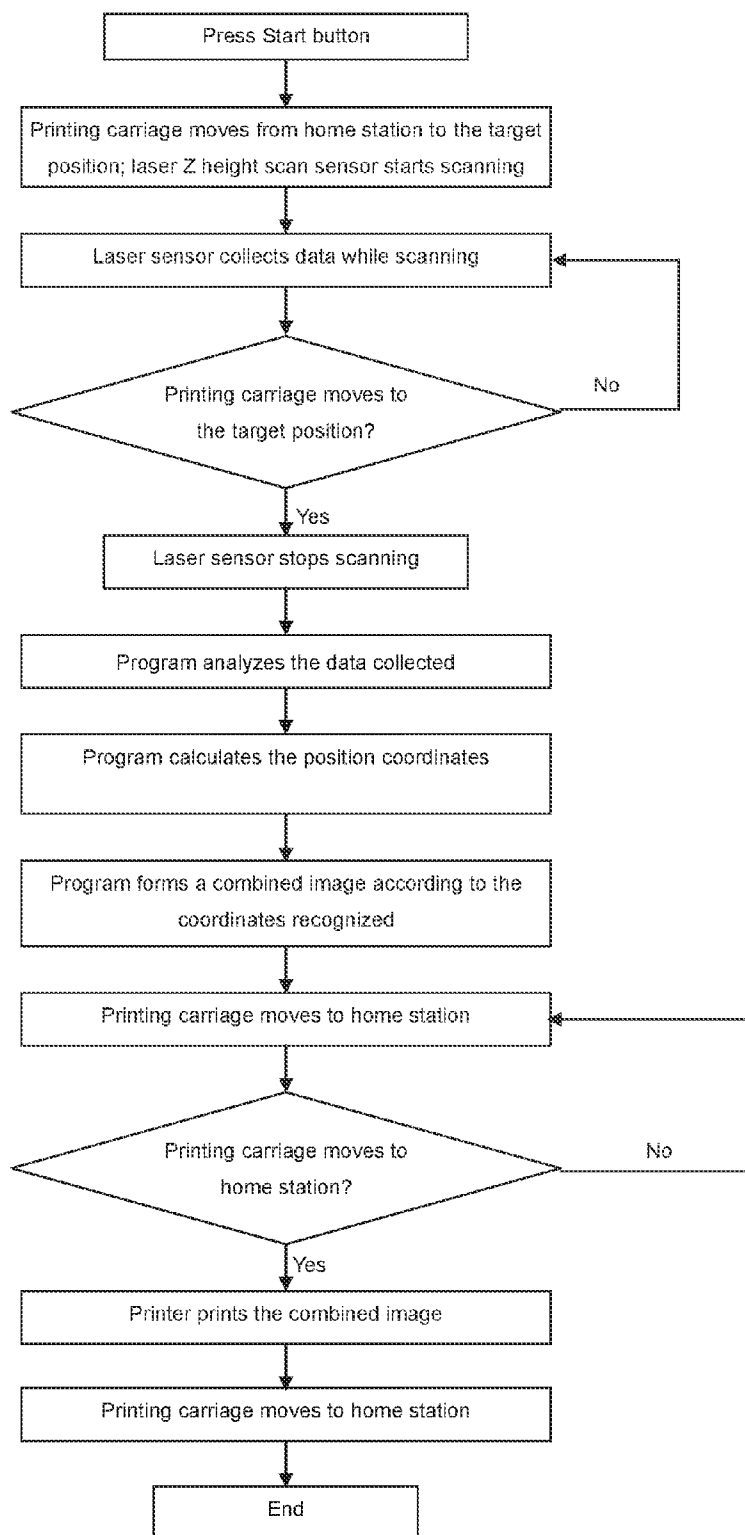 Press Start button
Printing carriage moves from home station to the target
position; laser Z height scan sensor starts scanning
Laser sensor collects data while scanning
Printing carriage moves to
the target position?
No
Yes
Laser sensor stops scanning
Program analyzes the data collected
Program calculates the position coordinates
Program forms a combined image according to the
coordinates recognized
Printing carriage moves to home station
Printing carriage moves to
home station?
No
Yes
Printer prints the combined image
Printing carriage moves to home station
End